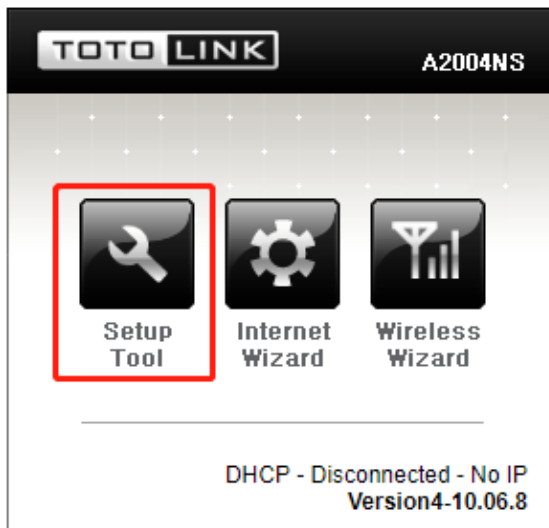 TOTO LINK
A2004NS
Setup Tool
Internet Wizard
Wireless Wizard
DHCP - Disconnected - No IP
Version4-10.06.8